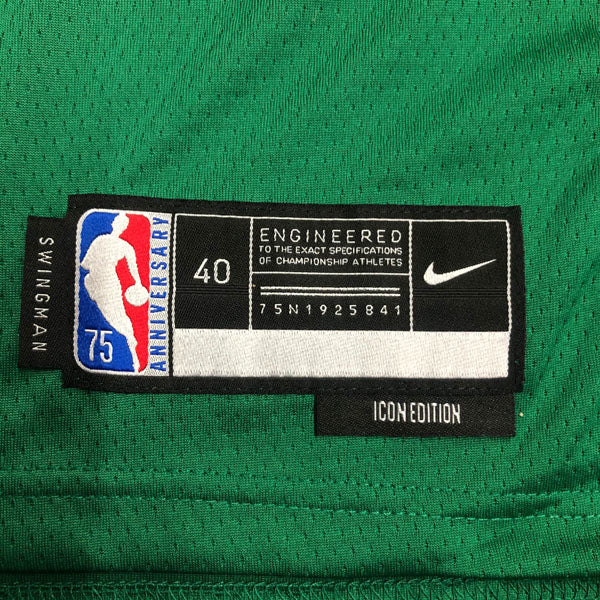 SWINGMAN
75
ANNIVERSARY
40
ENGINEERED
TO THE EXACT SPECIFICATIONS
OF CHAMPIONSHIP ATHLETES
75N1925841
ICON EDITION